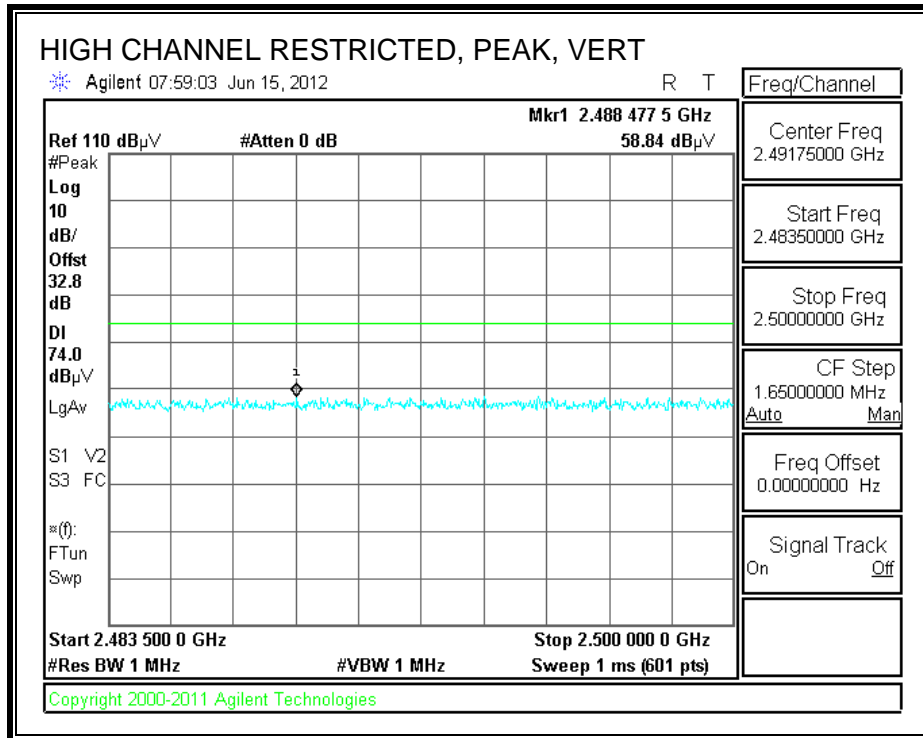 HIGH CHANNEL RESTRICTED, PEAK, VERT
Agilent 07:59:03 Jun 15, 2012 R T
Mkr1 2.488 477 5 GHz
Ref 110 dBµV #Atten 0 dB 58.84 dBµV
#Peak
Log
10
dB/
Offst
32.8
dB
DI
74.0
dBµV
LgAv
S1 V2
S3 FC
¤(f):
FTun
Swp
1
Start 2.483 500 0 GHz Stop 2.500 000 0 GHz
#Res BW 1 MHz #VBW 1 MHz Sweep 1 ms (601 pts)
Copyright 2000-2011 Agilent Technologies
Freq/Channel
Center Freq
2.49175000 GHz
Start Freq
2.48350000 GHz
Stop Freq
2.50000000 GHz
CF Step
1.65000000 MHz
Auto Man
Freq Offset
0.00000000 Hz
Signal Track
On Off